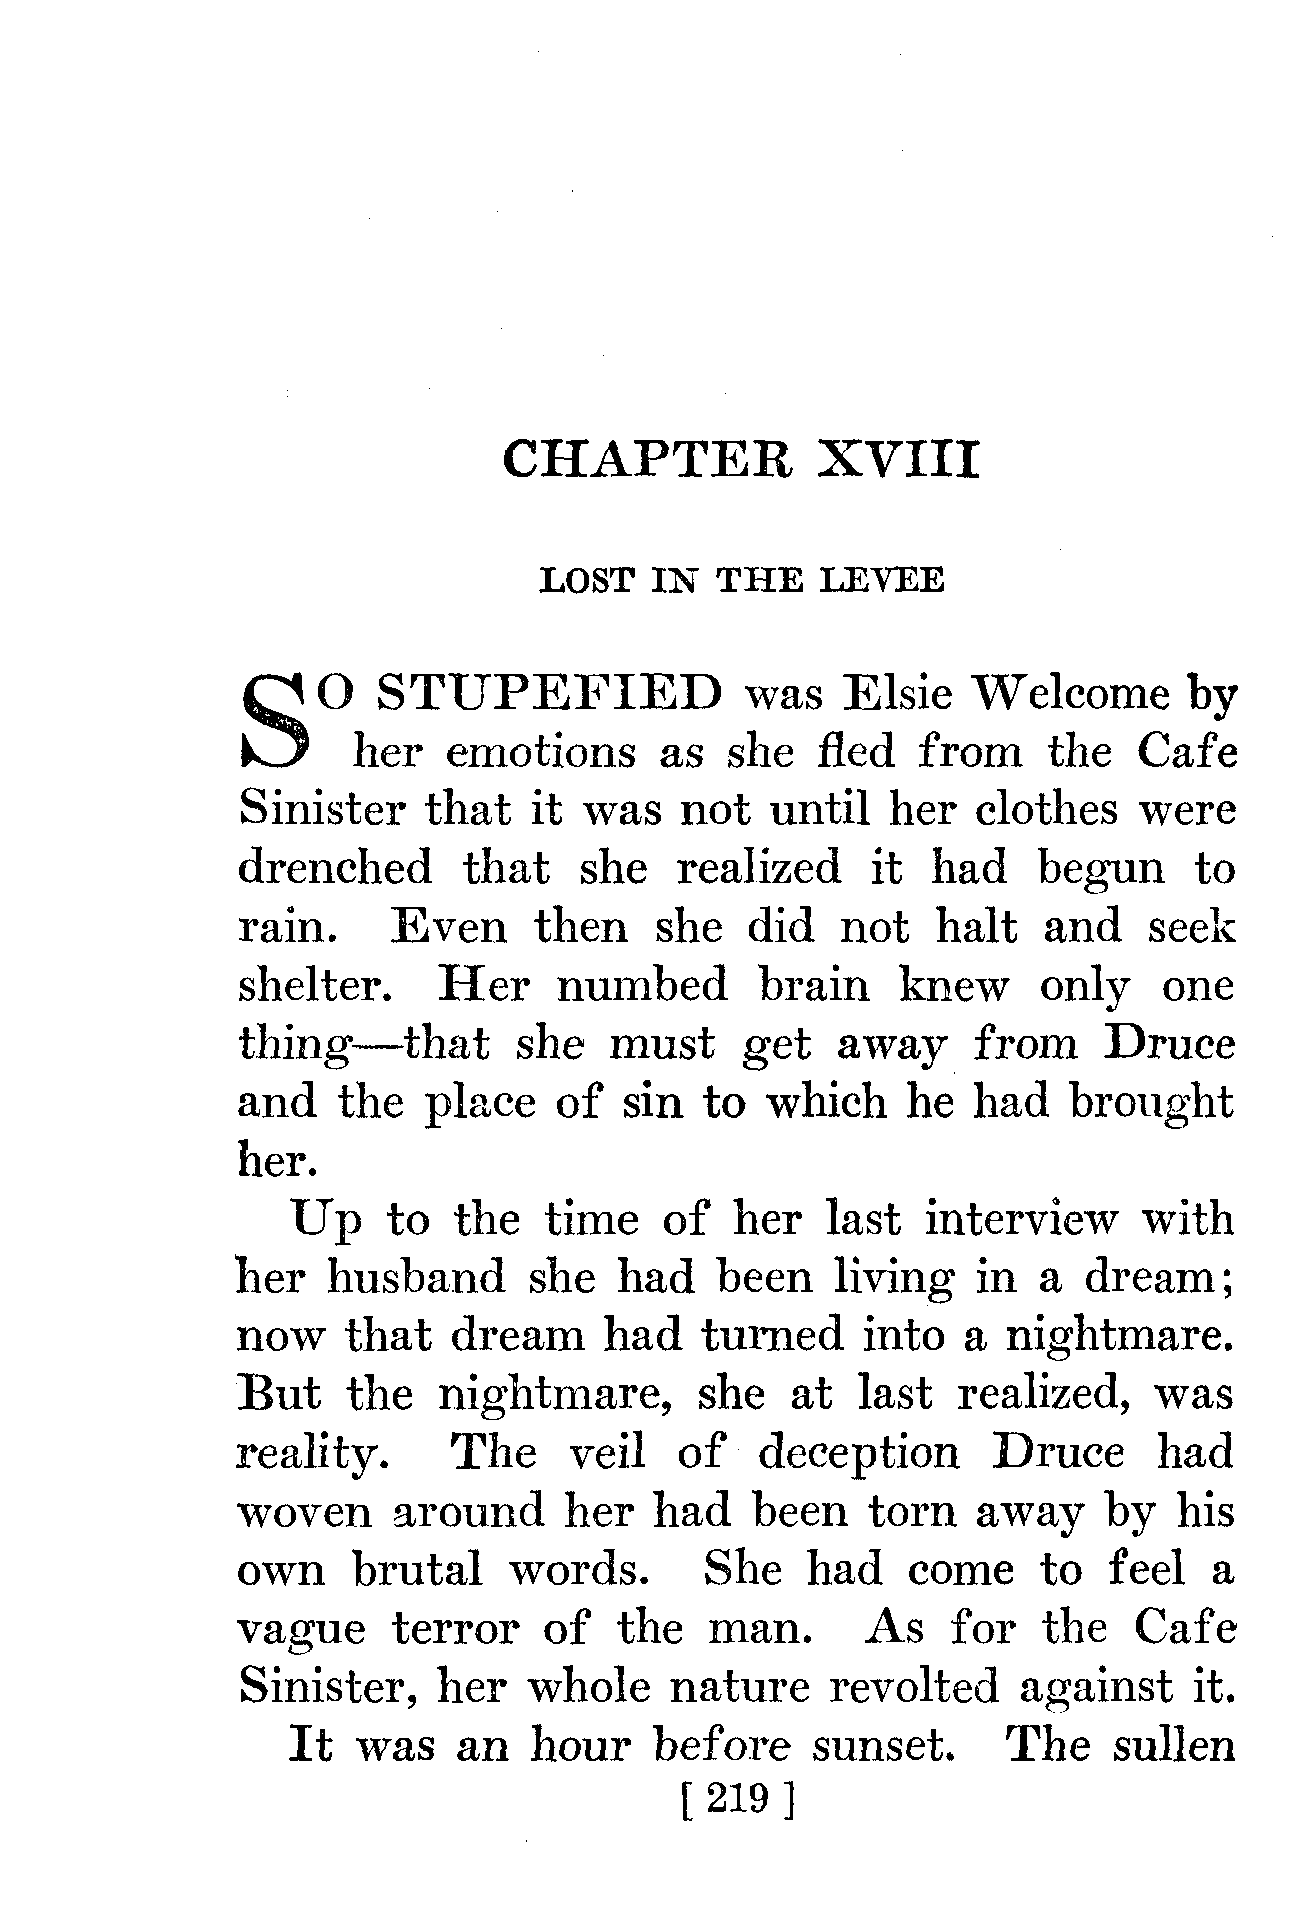 CHAPTER XVIII
LOST IN THE LEVEE
SO STUPEFIED was Elsie Welcome by
her emotions as she fled from the Cafe
Sinister that it was not until her clothes were
drenched that she realized it had begun to
rain. Even then she did not halt and seek
shelter. Her numbed brain knew only one
thing—that she must get away from Druce
and the place of sin to which he had brought
her.
Up to the time of her last interview with
her husband she had been living in a dream;
now that dream had turned into a nightmare.
But the nightmare, she at last realized, was
reality. The veil of deception Druce had
woven around her had been torn away by his
own brutal words. She had come to feel a
vague terror of the man. As for the Cafe
Sinister, her whole nature revolted against it.
It was an hour before sunset. The sullen
[ 219 ]